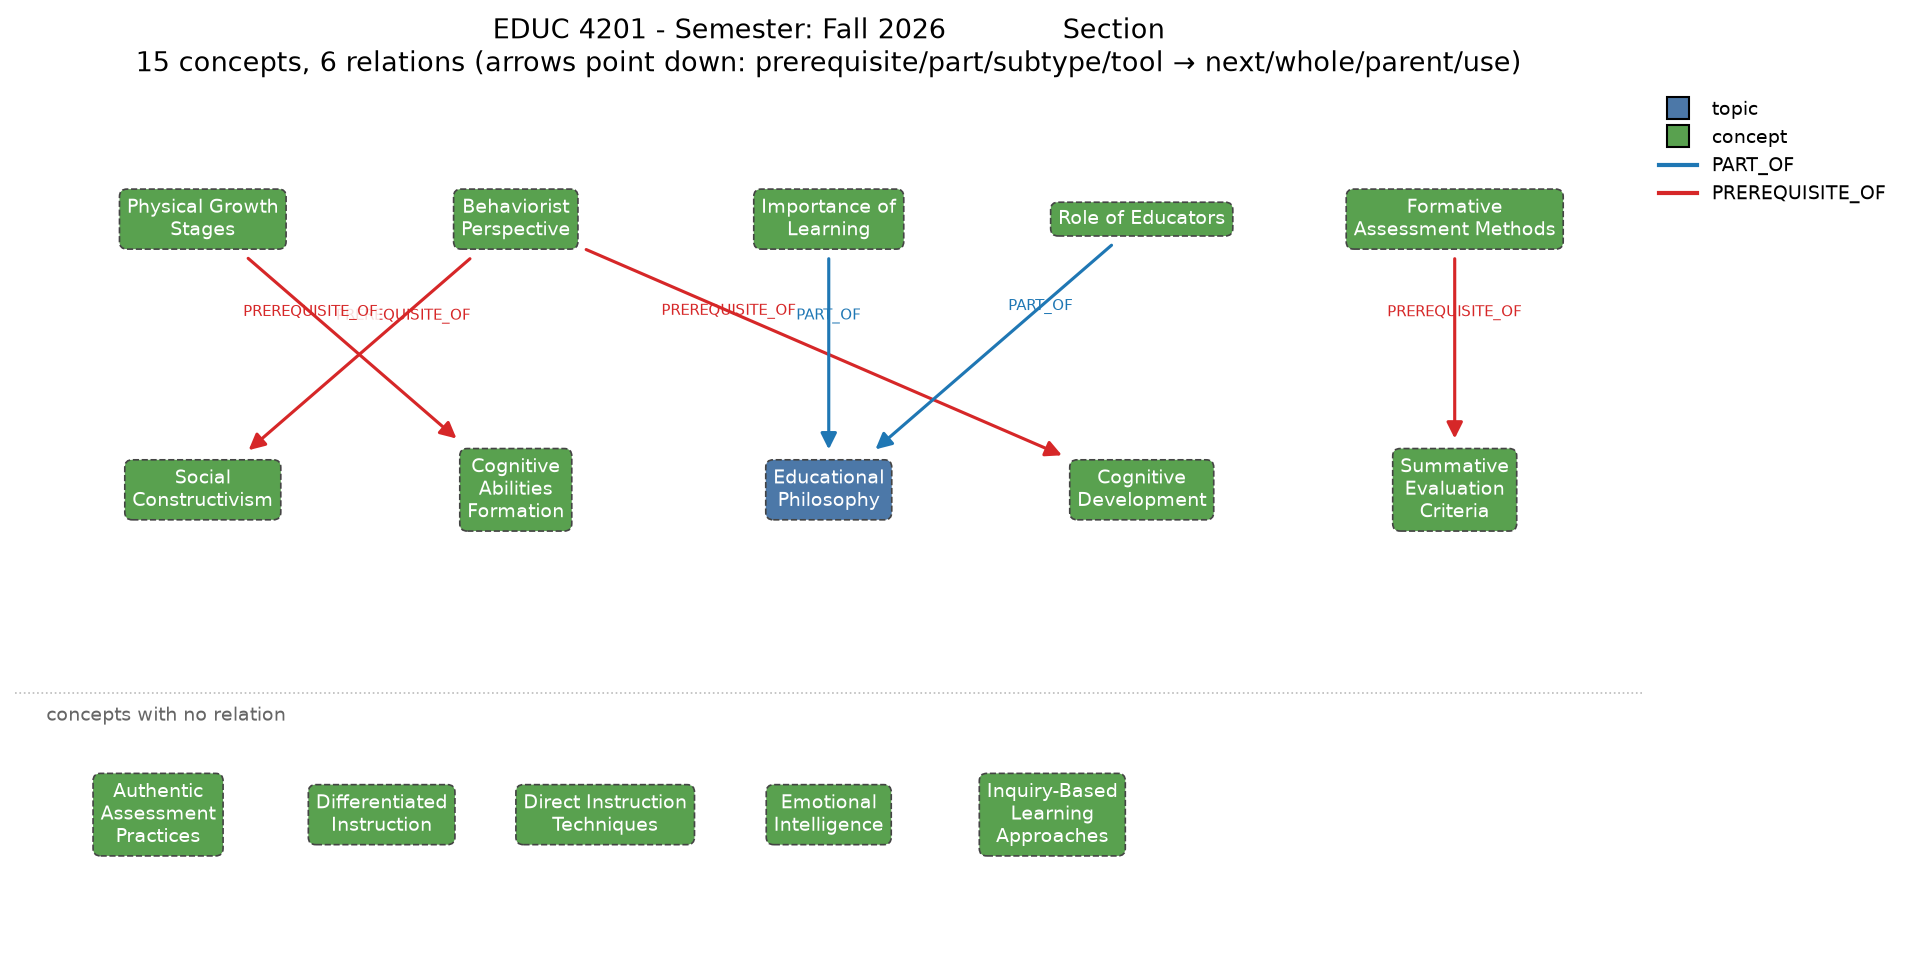 EDUC 4201 - Semester: Fall 2026 Section
15 concepts, 6 relations (arrows point down: prerequisite/part/subtype/tool → next/whole/parent/use)
topic
concept
PART_OF
PREREQUISITE_OF
Physical Growth
Stages
Behaviorist
Perspective
Importance of
Learning
Role of Educators
Formative
Assessment Methods
PREREQUISITE_OF
QUISITE_OF
PREREQUISITE_OF
PART_OF
PART_OF
PREREQUISITE_OF
Social
Constructivism
Cognitive
Abilities
Formation
Educational
Philosophy
Cognitive
Development
Summative
Evaluation
Criteria
concepts with no relation
Authentic
Assessment
Practices
Differentiated
Instruction
Direct Instruction
Techniques
Emotional
Intelligence
Inquiry-Based
Learning
Approaches